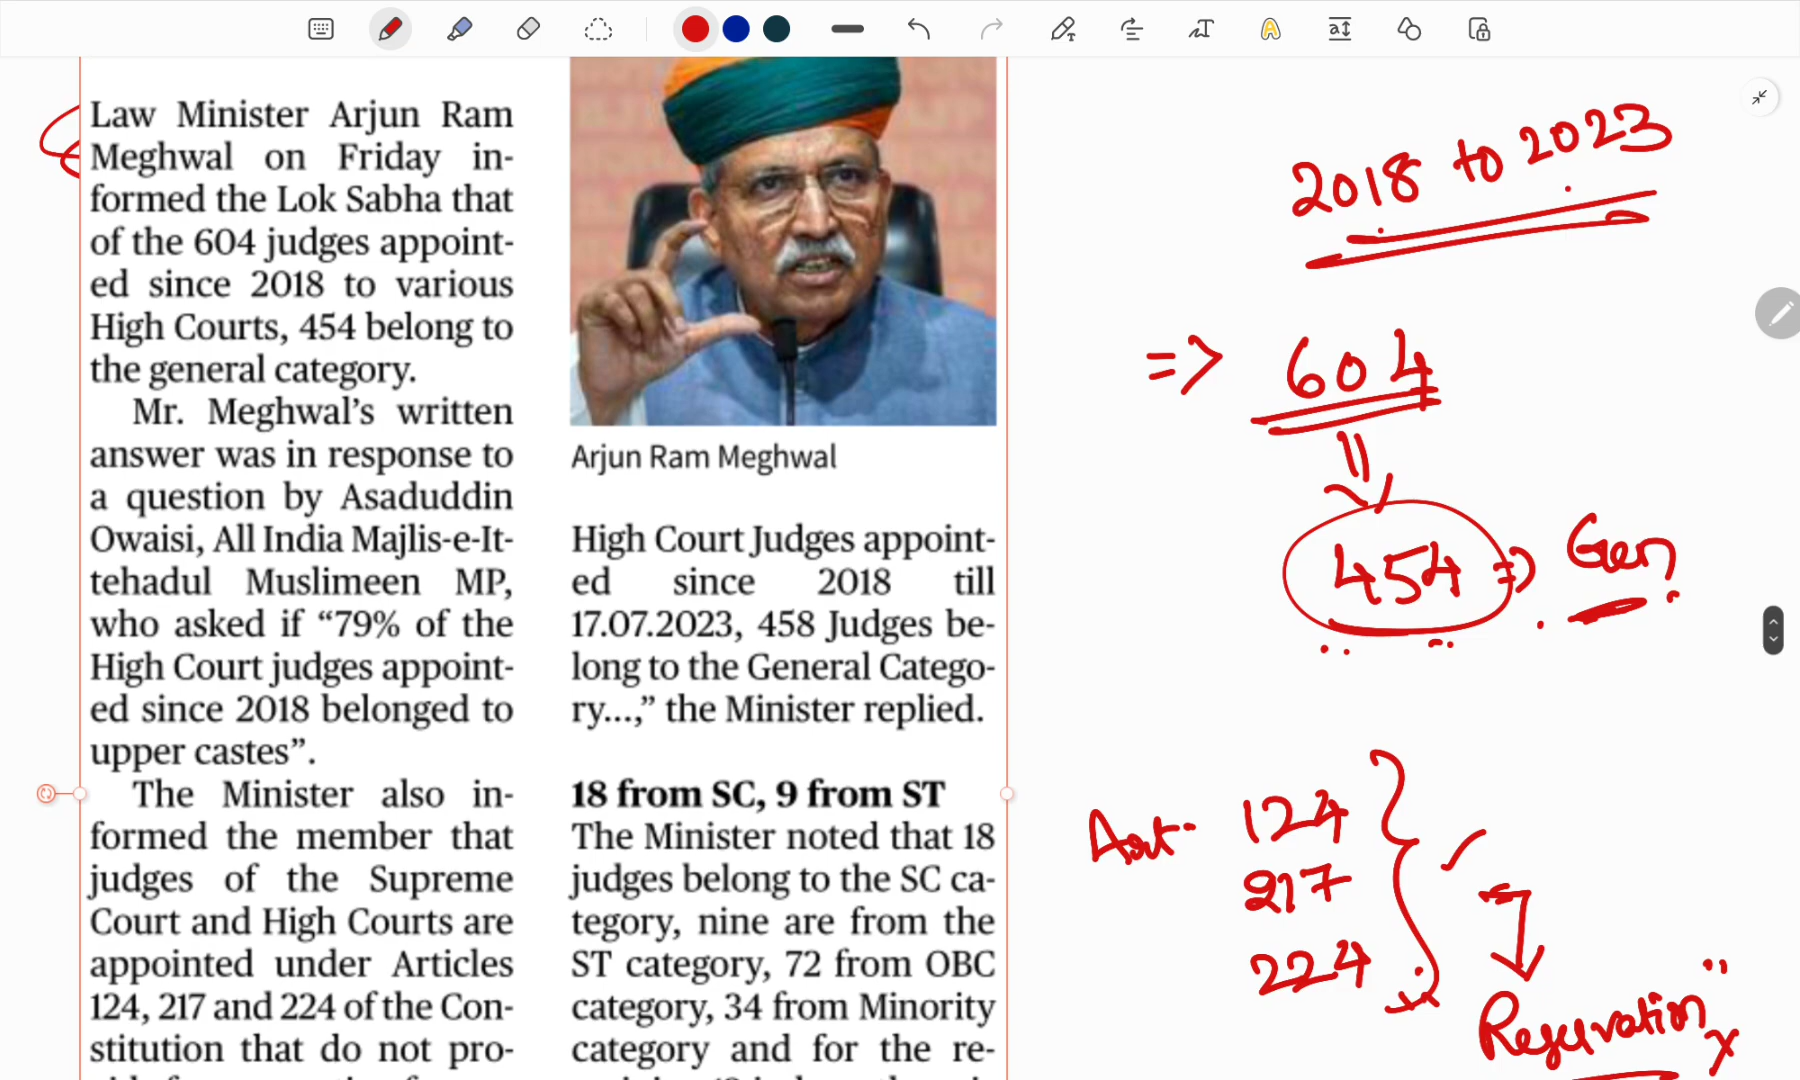 Law Minister Arjun Ram
Meghwal on Friday in-
formed the Lok Sabha that
of the 604 judges appoint-
ed since 2018 to various
High Courts, 454 belong to
the general category.
Mr. Meghwal's written
answer was in response to
a question by Asaduddin
Owaisi, All India Majlis-e-It-
tehadul Muslimeen MP,
who asked if “79% of the
High Court judges appoint-
ed since 2018 belonged to
upper castes”.
The Minister also in-
formed the member that
judges of the Supreme
Court and High Courts are
appointed under Articles
124, 217 and 224 of the Con-
stitution that do not pro-
Arjun Ram Meghwal
High Court Judges appoint-
ed since 2018 till
17.07.2023, 458 Judges be-
long to the General Catego-
ry...,” the Minister replied.
18 from SC, 9 from ST
The Minister noted that 18
judges belong to the SC ca-
tegory, nine are from the
ST category, 72 from OBC
category, 34 from Minority
category and for the re-
2018 to 2023
=> 604
454 => Gen
124
217
224